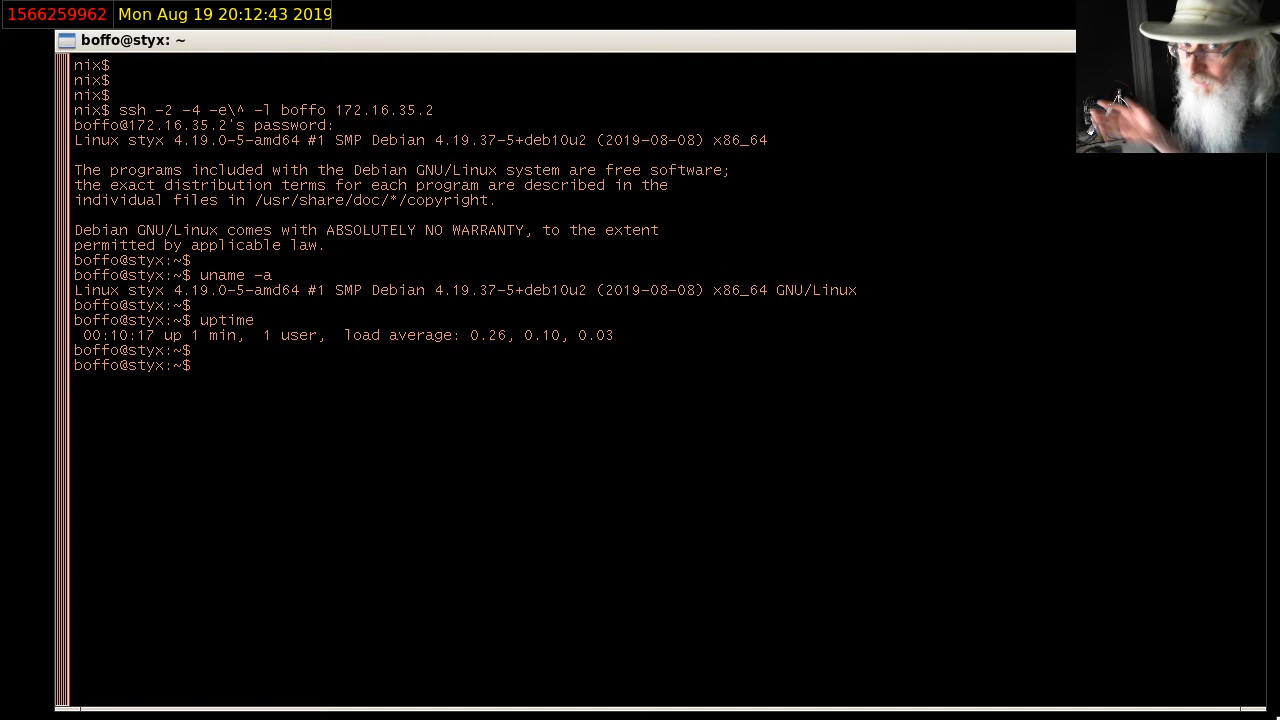 1566259962 Mon Aug 19 20:12:43 2019
boffo@styx: ~
nix$
nix$
nix$
nix$ ssh -2 -4 -e\^ -l boffo 172.16.35.2
boffo@172.16.35.2's password:
Linux styx 4.19.0-5-amd64 #1 SMP Debian 4.19.37-5+deb10u2 (2019-08-08) x86_64
The programs included with the Debian GNU/Linux system are free software;
the exact distribution terms for each program are described in the
individual files in /usr/share/doc/*/copyright.
Debian GNU/Linux comes with ABSOLUTELY NO WARRANTY, to the extent
permitted by applicable law.
boffo@styx:~$
boffo@styx:~$ uname -a
Linux styx 4.19.0-5-amd64 #1 SMP Debian 4.19.37-5+deb10u2 (2019-08-08) x86_64 GNU/Linux
boffo@styx:~$
boffo@styx:~$ uptime
00:10:17 up 1 min,  1 user,  load average: 0.26, 0.10, 0.03
boffo@styx:~$
boffo@styx:~$